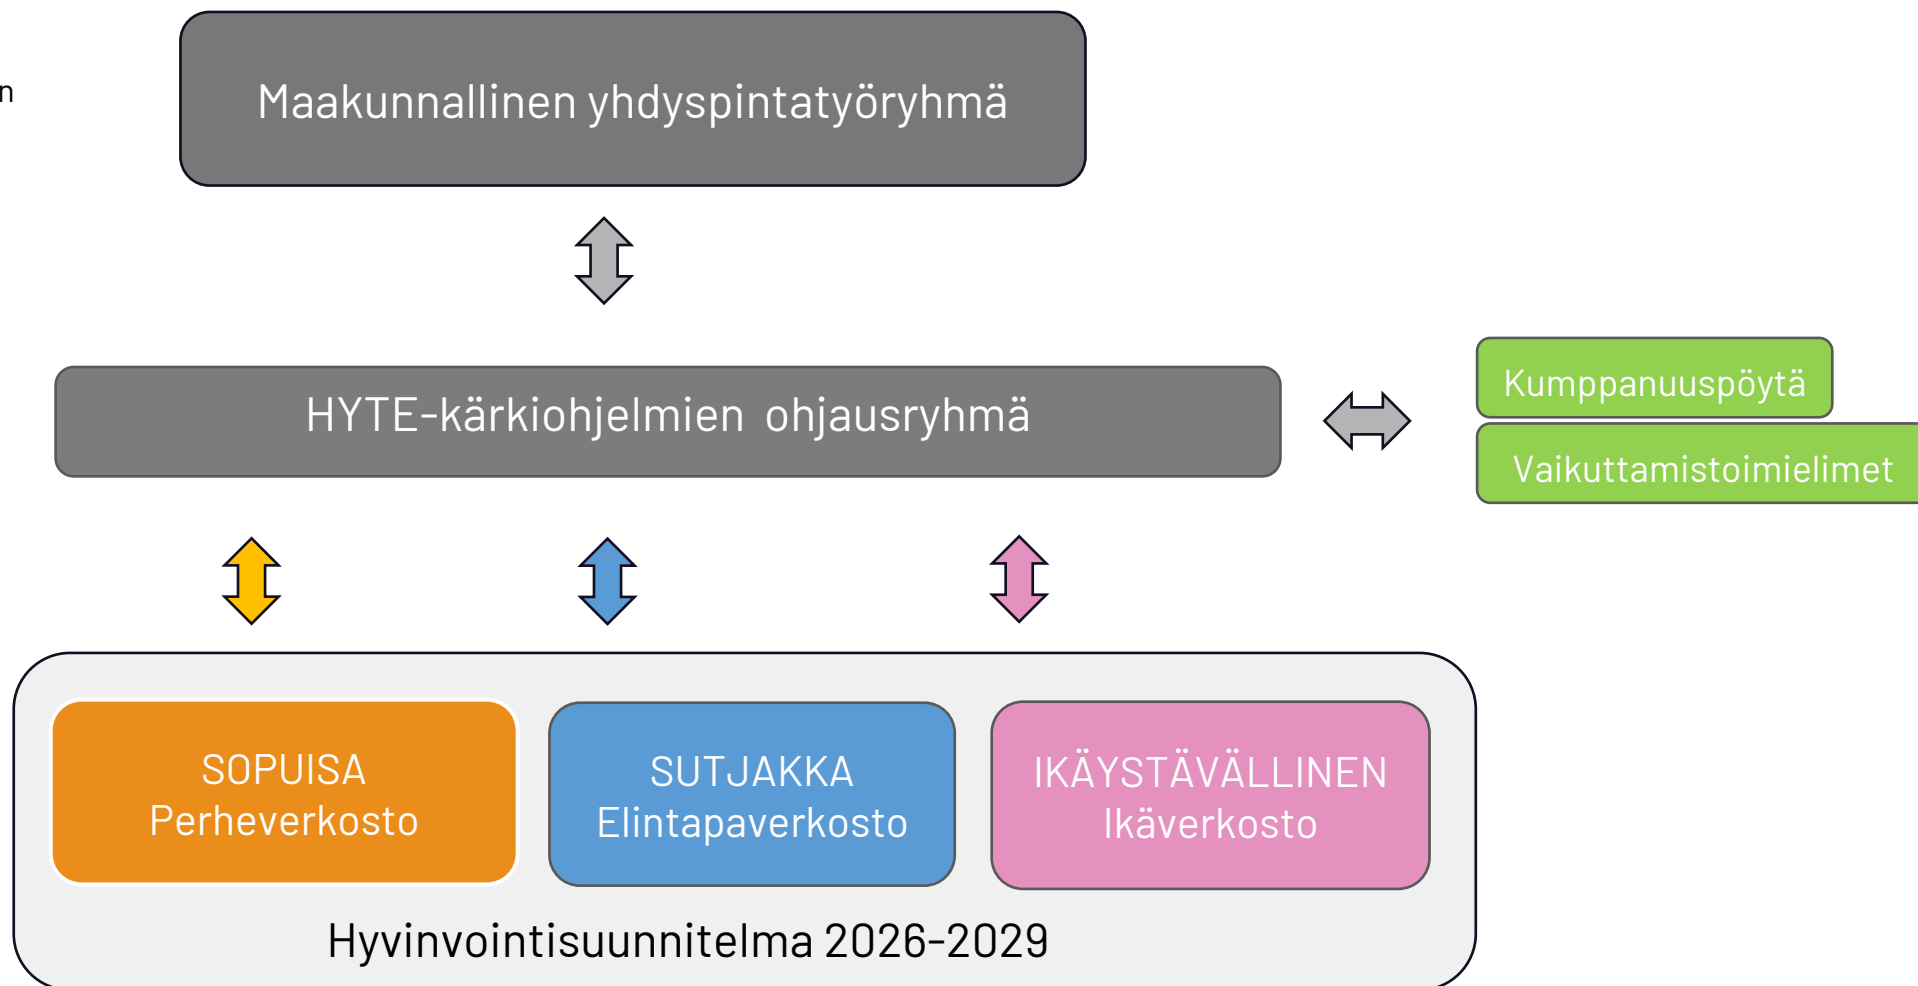 n
Maakunnallinen yhdyspintatyöryhmä
HYTE-kärkiohjelmien ohjausryhmä
Kumppanuuspöytä
Vaikuttamistoimielimet
SOPUISA
Perheverkosto
SUTJAKKA
Elintapaverkosto
IKÄYSTÄVÄLLINEN
Ikäverkosto
Hyvinvointisuunnitelma 2026-2029